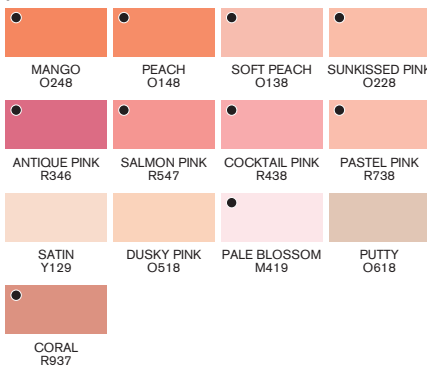 MANGO
O248
PEACH
O148
SOFT PEACH
O138
SUNKISSED PINK
O228
ANTIQUE PINK
R346
SALMON PINK
R547
COCKTAIL PINK
R438
PASTEL PINK
R738
SATIN
Y129
DUSKY PINK
O518
PALE BLOSSOM
M419
PUTTY
O618
CORAL
R937